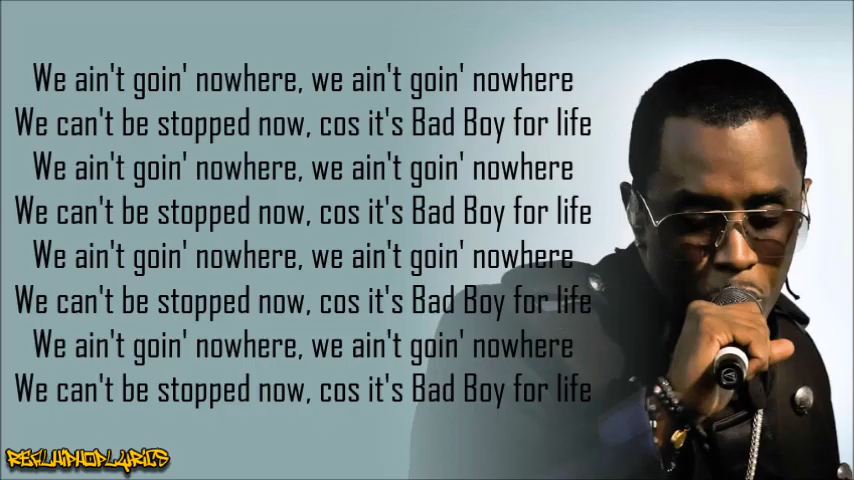 We ain't goin' nowhere, we ain't goin' nowhere
We can't be stopped now, cos it's Bad Boy for life
We ain't goin' nowhere, we ain't goin' nowhere
We can't be stopped now, cos it's Bad Boy for life
We ain't goin' nowhere, we ain't goin' nowhere
We can't be stopped now, cos it's Bad Boy for life
We ain't goin' nowhere, we ain't goin' nowhere
We can't be stopped now, cos it's Bad Boy for life
REALHIPHOPLYRICS